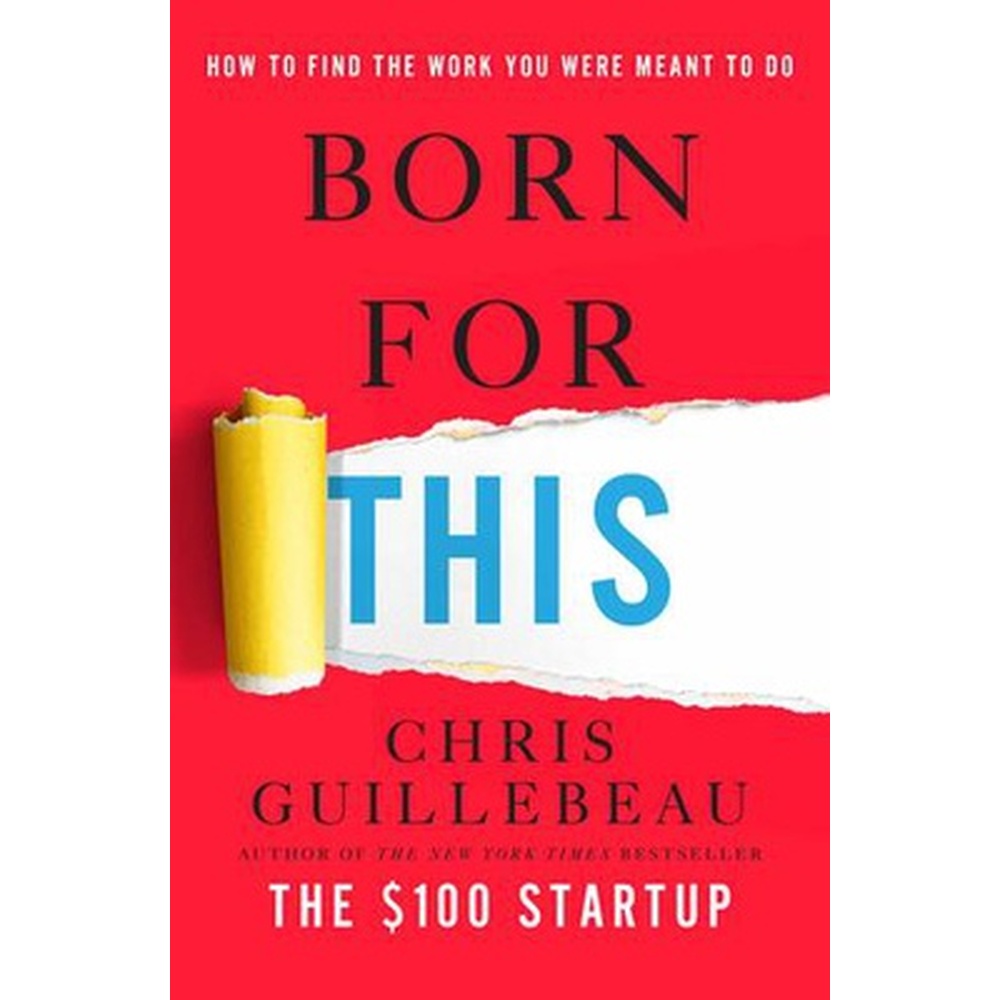 HOW TO FIND THE WORK YOU WERE MEANT TO DO
BORN
FOR
THIS
CHRIS
GUILLEBEAU
AUTHOR OF THE NEW YORK TIMES BESTSELLER
THE $100 STARTUP